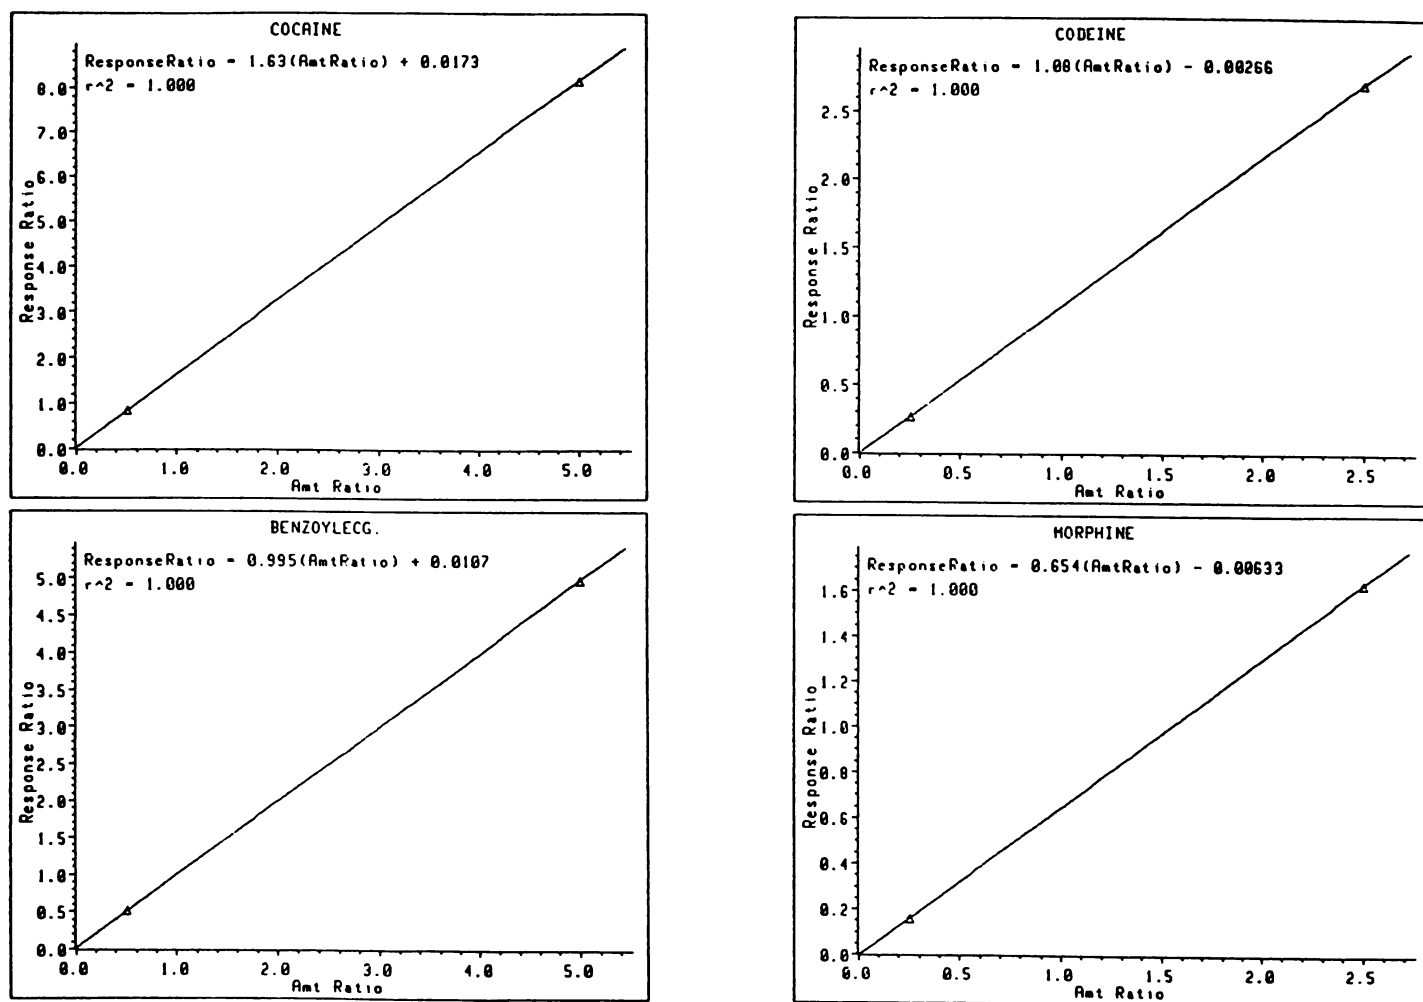 COCAINE
ResponseRatio = 1.63(AmtRatio) + 0.0173
r^2 = 1.000
8.0
7.0
6.0
5.0
4.0
3.0
2.0
1.0
0.0
Response Ratio
0.0 1.0 2.0 3.0 4.0 5.0
Amt Ratio
CODEINE
ResponseRatio = 1.08(AmtRatio) - 0.00266
r^2 = 1.000
2.5
2.0
1.5
1.0
0.5
0.0
Response Ratio
0.0 0.5 1.0 1.5 2.0 2.5
Amt Ratio
BENZOYLECG.
ResponseRatio = 0.995(AmtRatio) + 0.0107
r^2 = 1.000
5.0
4.5
4.0
3.5
3.0
2.5
2.0
1.5
1.0
0.5
0.0
Response Ratio
0.0 1.0 2.0 3.0 4.0 5.0
Amt Ratio
MORPHINE
ResponseRatio = 0.654(AmtRatio) - 0.00633
r^2 = 1.000
1.6
1.4
1.2
1.0
0.8
0.6
0.4
0.2
0.0
Response Ratio
0.0 0.5 1.0 1.5 2.0 2.5
Amt Ratio